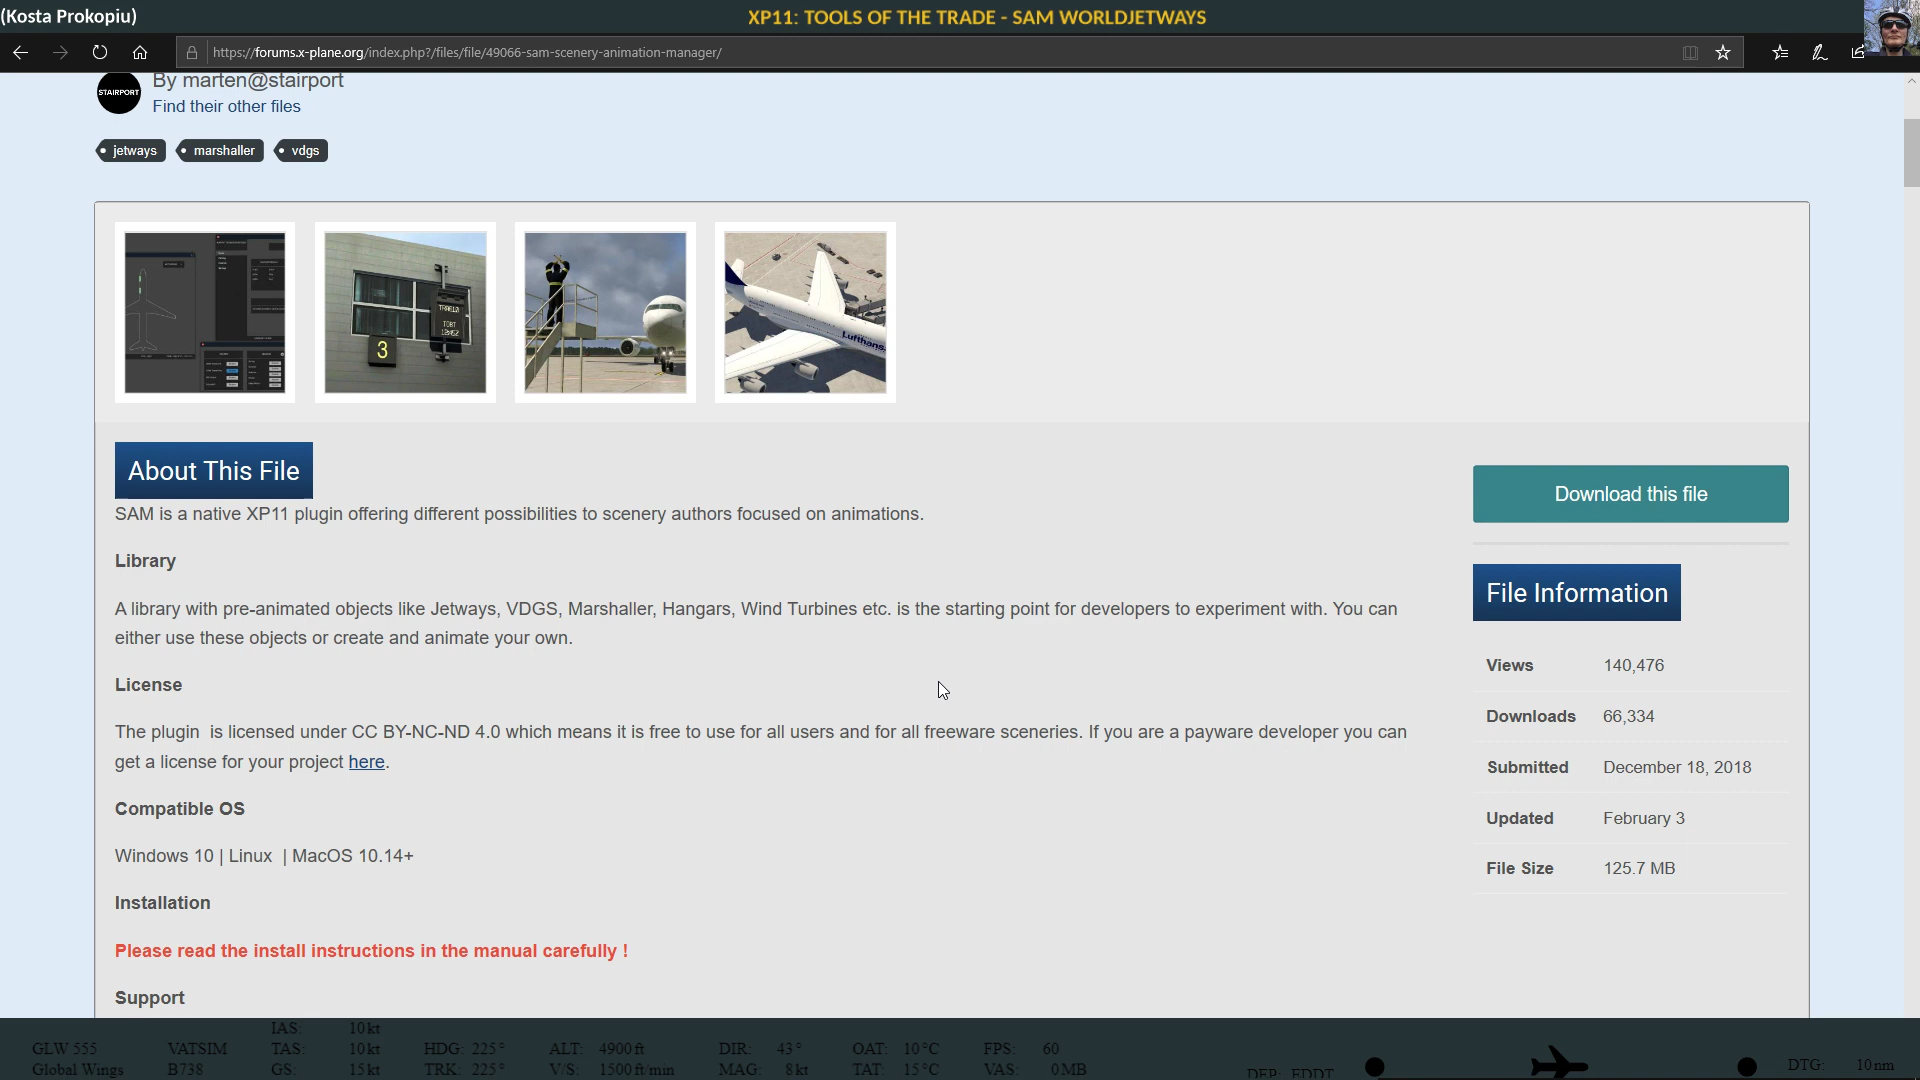 (Kosta Prokopiu)
XP11: TOOLS OF THE TRADE - SAM WORLDJETWAYS
https://forums.x-plane.org/index.php?/files/file/49066-sam-scenery-animation-manager/
STAIRPORT
By marten@stairport
Find their other files
jetways
marshaller
vdgs
3
TOBT
Lufthansa
About This File
SAM is a native XP11 plugin offering different possibilities to scenery authors focused on animations.
Library
A library with pre-animated objects like Jetways, VDGS, Marshaller, Hangars, Wind Turbines etc. is the starting point for developers to experiment with. You can
either use these objects or create and animate your own.
License
The plugin  is licensed under CC BY-NC-ND 4.0 which means it is free to use for all users and for all freeware sceneries. If you are a payware developer you can
get a license for your project here.
Compatible OS
Windows 10 | Linux  | MacOS 10.14+
Installation
Please read the install instructions in the manual carefully !
Support
Download this file
File Information
Views 140,476
Downloads 66,334
Submitted December 18, 2018
Updated February 3
File Size 125.7 MB
IAS: 10 kt
GLW 555 VATSIM TAS: 10 kt HDG: 225° ALT: 4900 ft DIR: 43° OAT: 10 °C FPS: 60
Global Wings B738 GS: 15 kt TRK: 225° V/S: 1500 ft/min MAG: 8 kt TAT: 15 °C VAS: 0 MB DEP: EDDT DTG: 10 nm